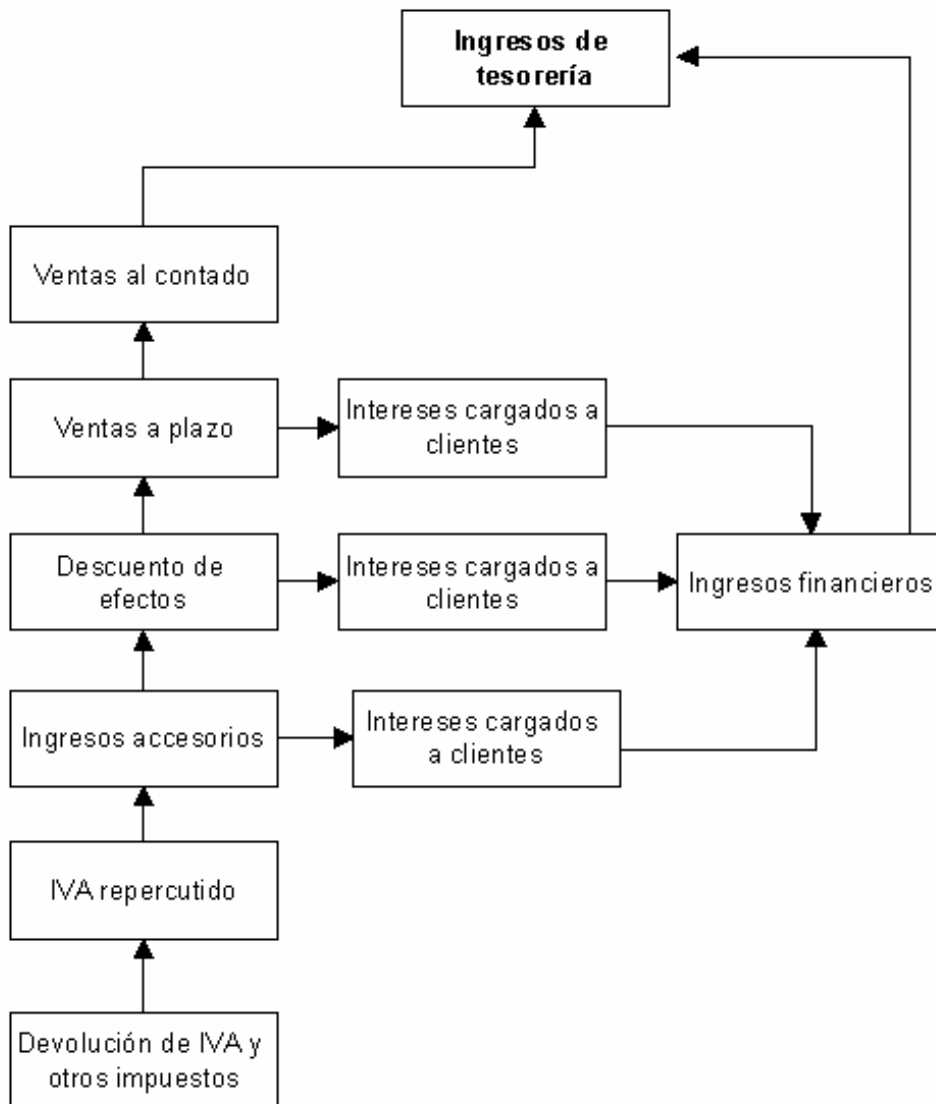 Ingresos de
tesorería
Ventas al contado
Ventas a plazo
Intereses cargados a
clientes
Descuento de
efectos
Intereses cargados a
clientes
Ingresos financieros
Ingresos accesorios
Intereses cargados
a clientes
IVA repercutido
Devolución de IVA y
otros impuestos